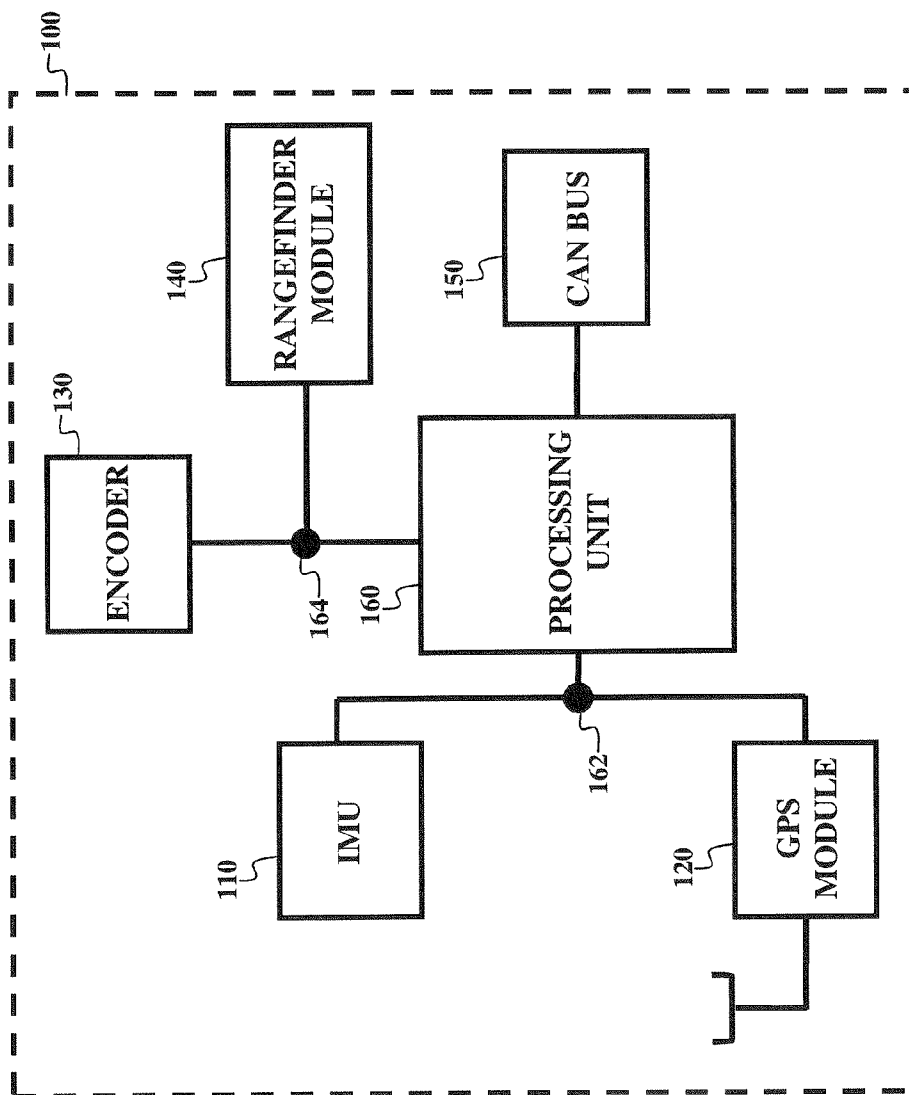 100
ENCODER
130
140
RANGEFINDER
MODULE
164
160
PROCESSING
UNIT
150
CAN BUS
110
IMU
162
120
GPS
MODULE